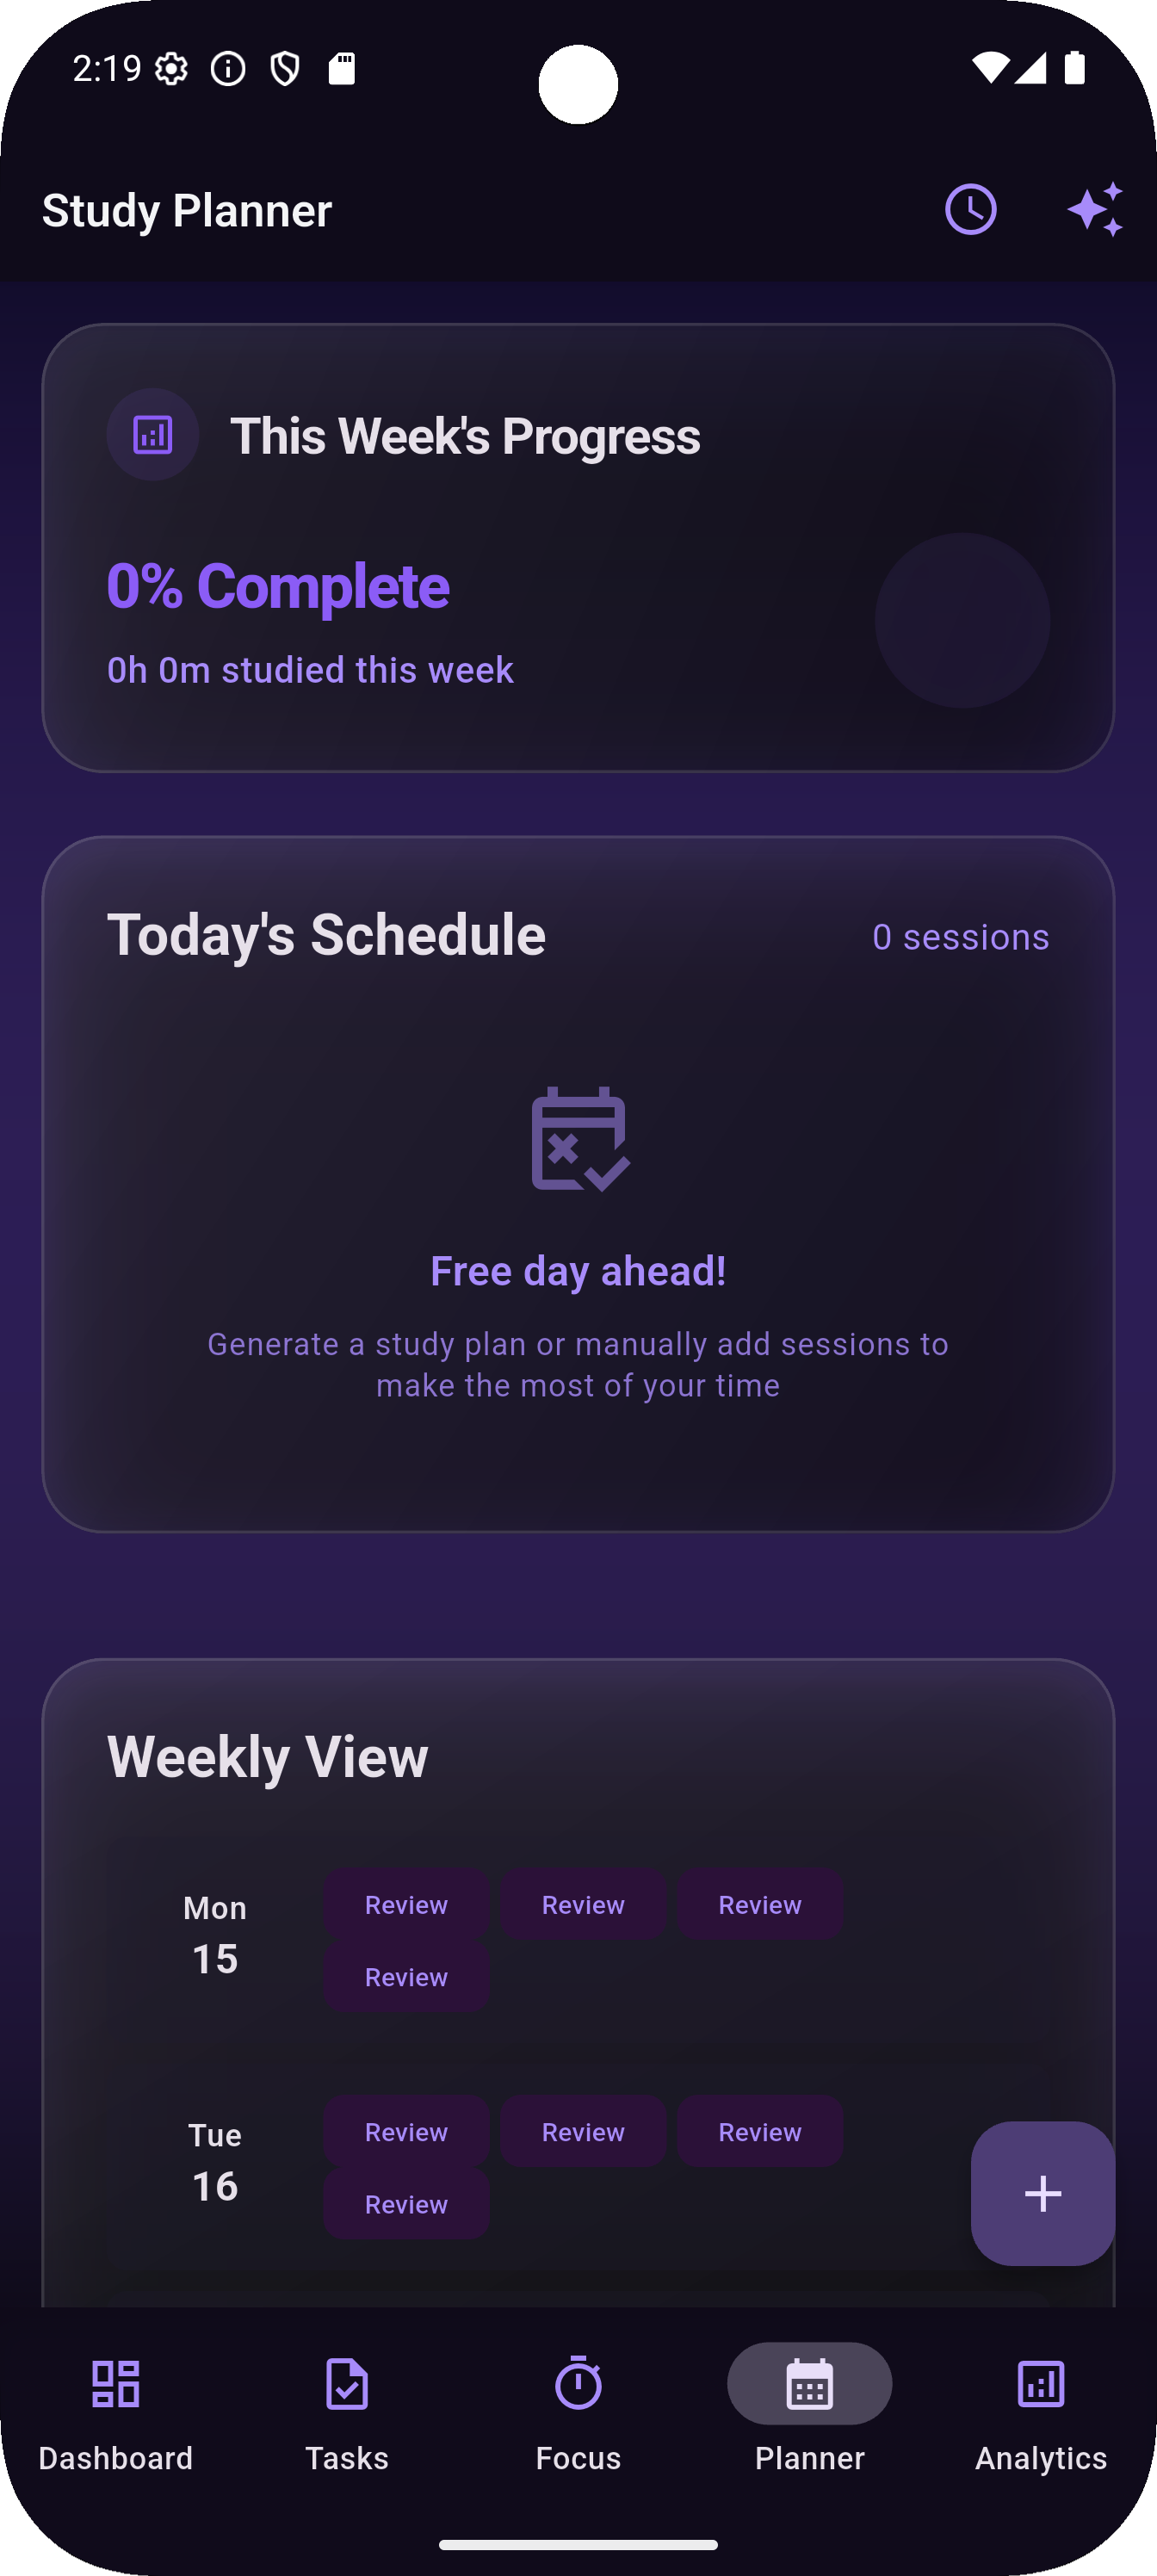 2:19
Study Planner
This Week's Progress
0% Complete
0h 0m studied this week
Today's Schedule
0 sessions
Free day ahead!
Generate a study plan or manually add sessions to
make the most of your time
Weekly View
Mon
15
Review Review Review
Review
Tue
16
Review Review Review
Review
Dashboard Tasks Focus Planner Analytics